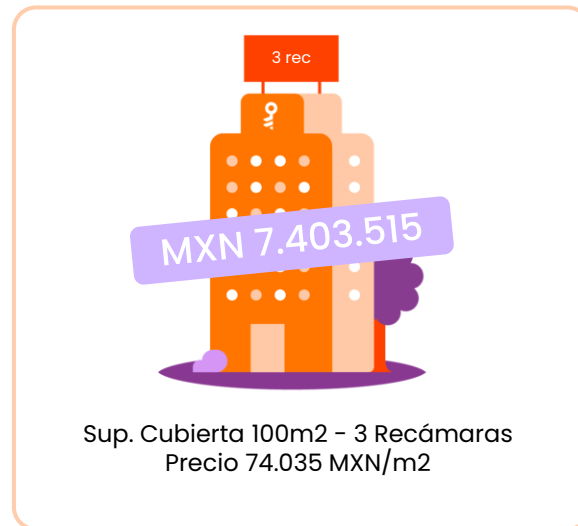 3 rec
MXN 7.403.515
Sup. Cubierta 100m2 - 3 Recámaras
Precio 74.035 MXN/m2